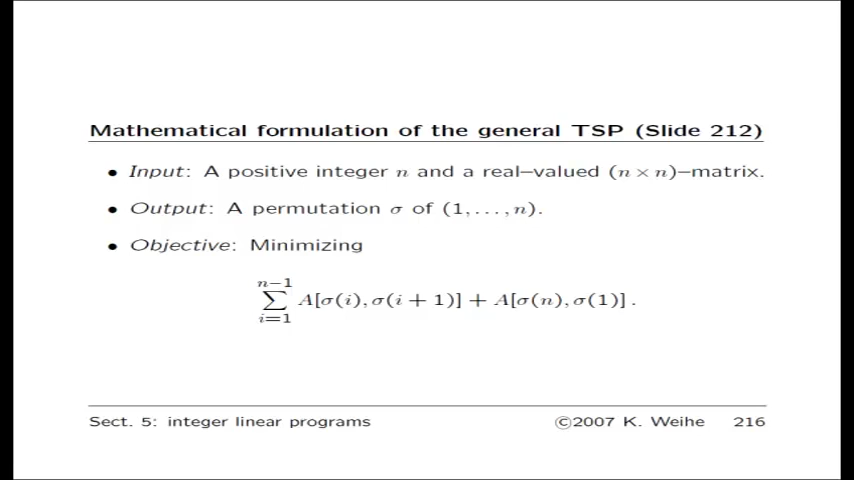 Mathematical formulation of the general TSP (Slide 212)
• Input: A positive integer n and a real–valued (n × n)–matrix.
• Output: A permutation σ of (1, . . . , n).
• Objective: Minimizing
n−1
∑ A[σ(i), σ(i + 1)] + A[σ(n), σ(1)] .
i=1
Sect. 5: integer linear programs ©2007 K. Weihe 216